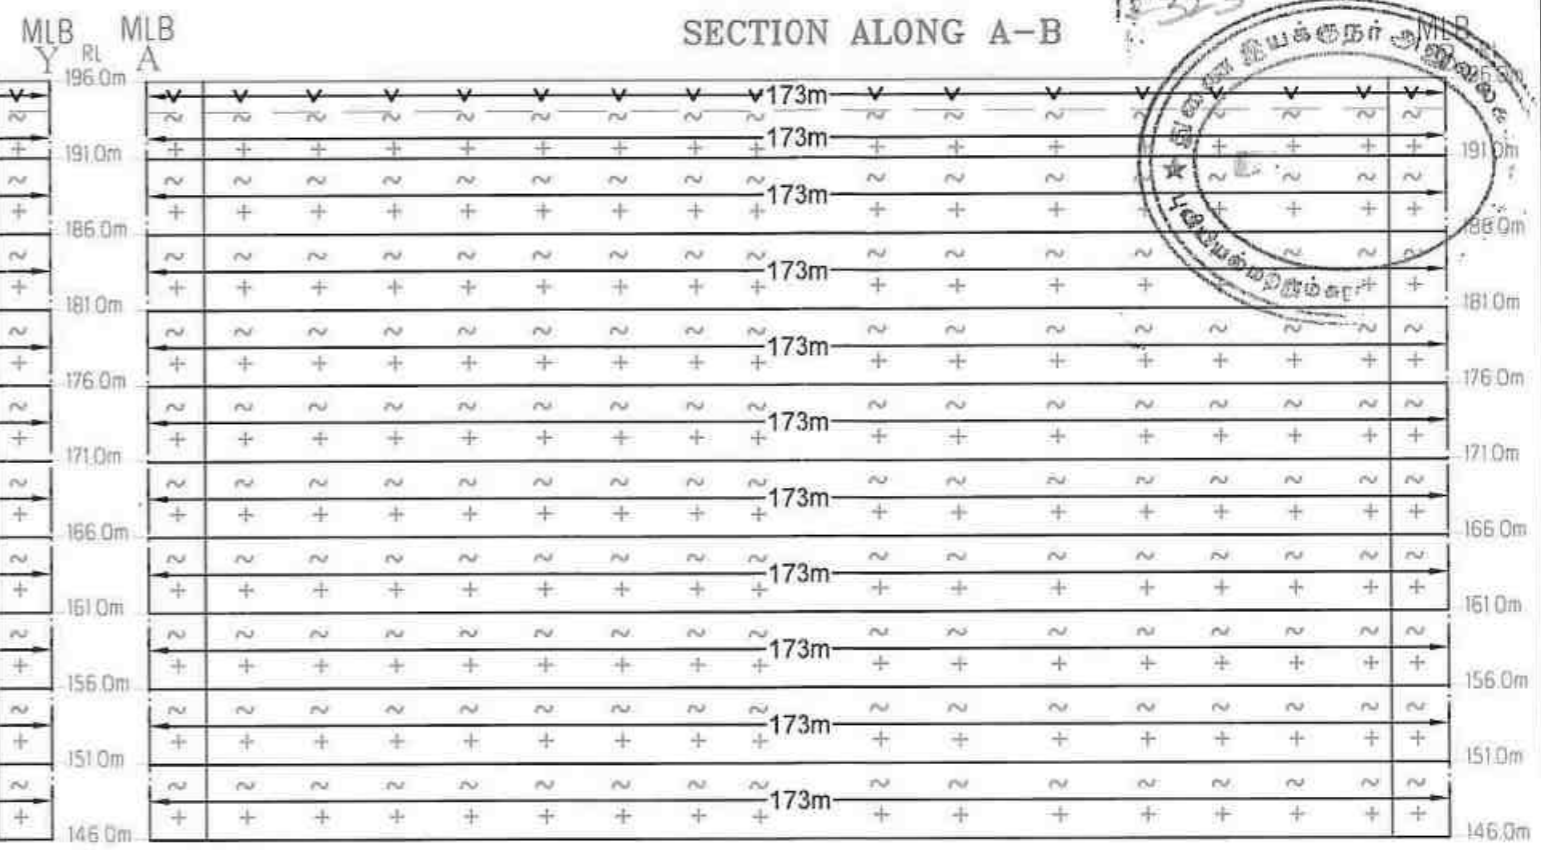 MLB MLB SECTION ALONG A-B MLB
Y RL A
196.0m
173m
173m
191.0m 191.0m
173m
186.0m 186.0m
173m
181.0m 181.0m
173m
176.0m 176.0m
173m
171.0m 171.0m
173m
166.0m 166.0m
173m
161.0m 161.0m
173m
156.0m 156.0m
173m
151.0m 151.0m
173m
146.0m 146.0m
துணை இயக்குநர்